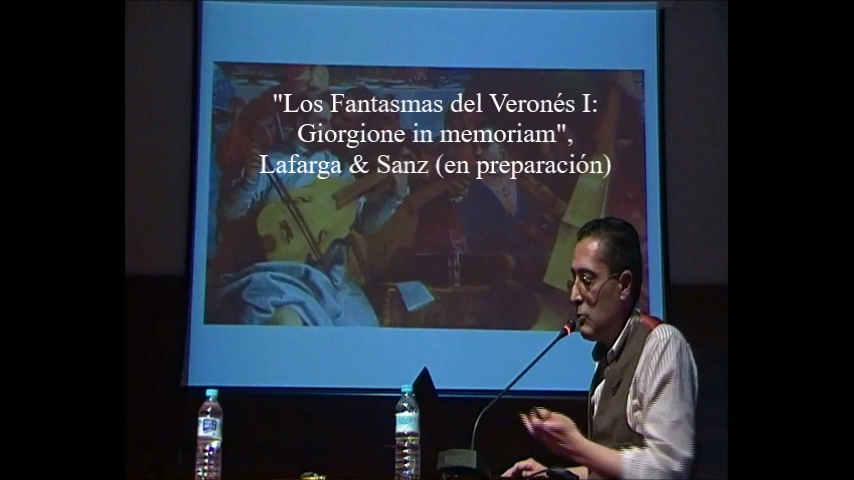 "Los Fantasmas del Veronés I:
Giorgione in memoriam",
Lafarga & Sanz (en preparación)